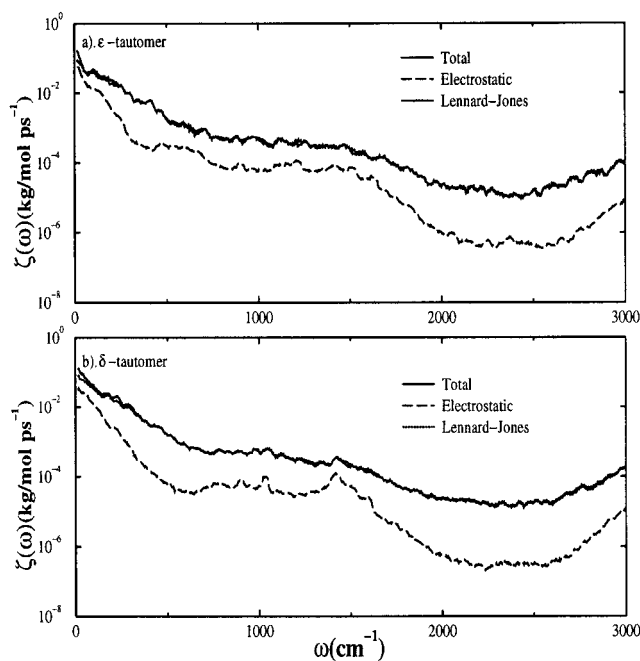 a).ε-tautomer
Total
Electrostatic
Lennard-Jones
ζ(ω)(kg/mol ps⁻¹)
10⁰
10⁻²
10⁻⁴
10⁻⁶
10⁻⁸
0 1000 2000 3000
b).δ-tautomer
Total
Electrostatic
Lennard-Jones
ζ(ω)(kg/mol ps⁻¹)
10⁰
10⁻²
10⁻⁴
10⁻⁶
10⁻⁸
0 1000 2000 3000
ω(cm⁻¹)